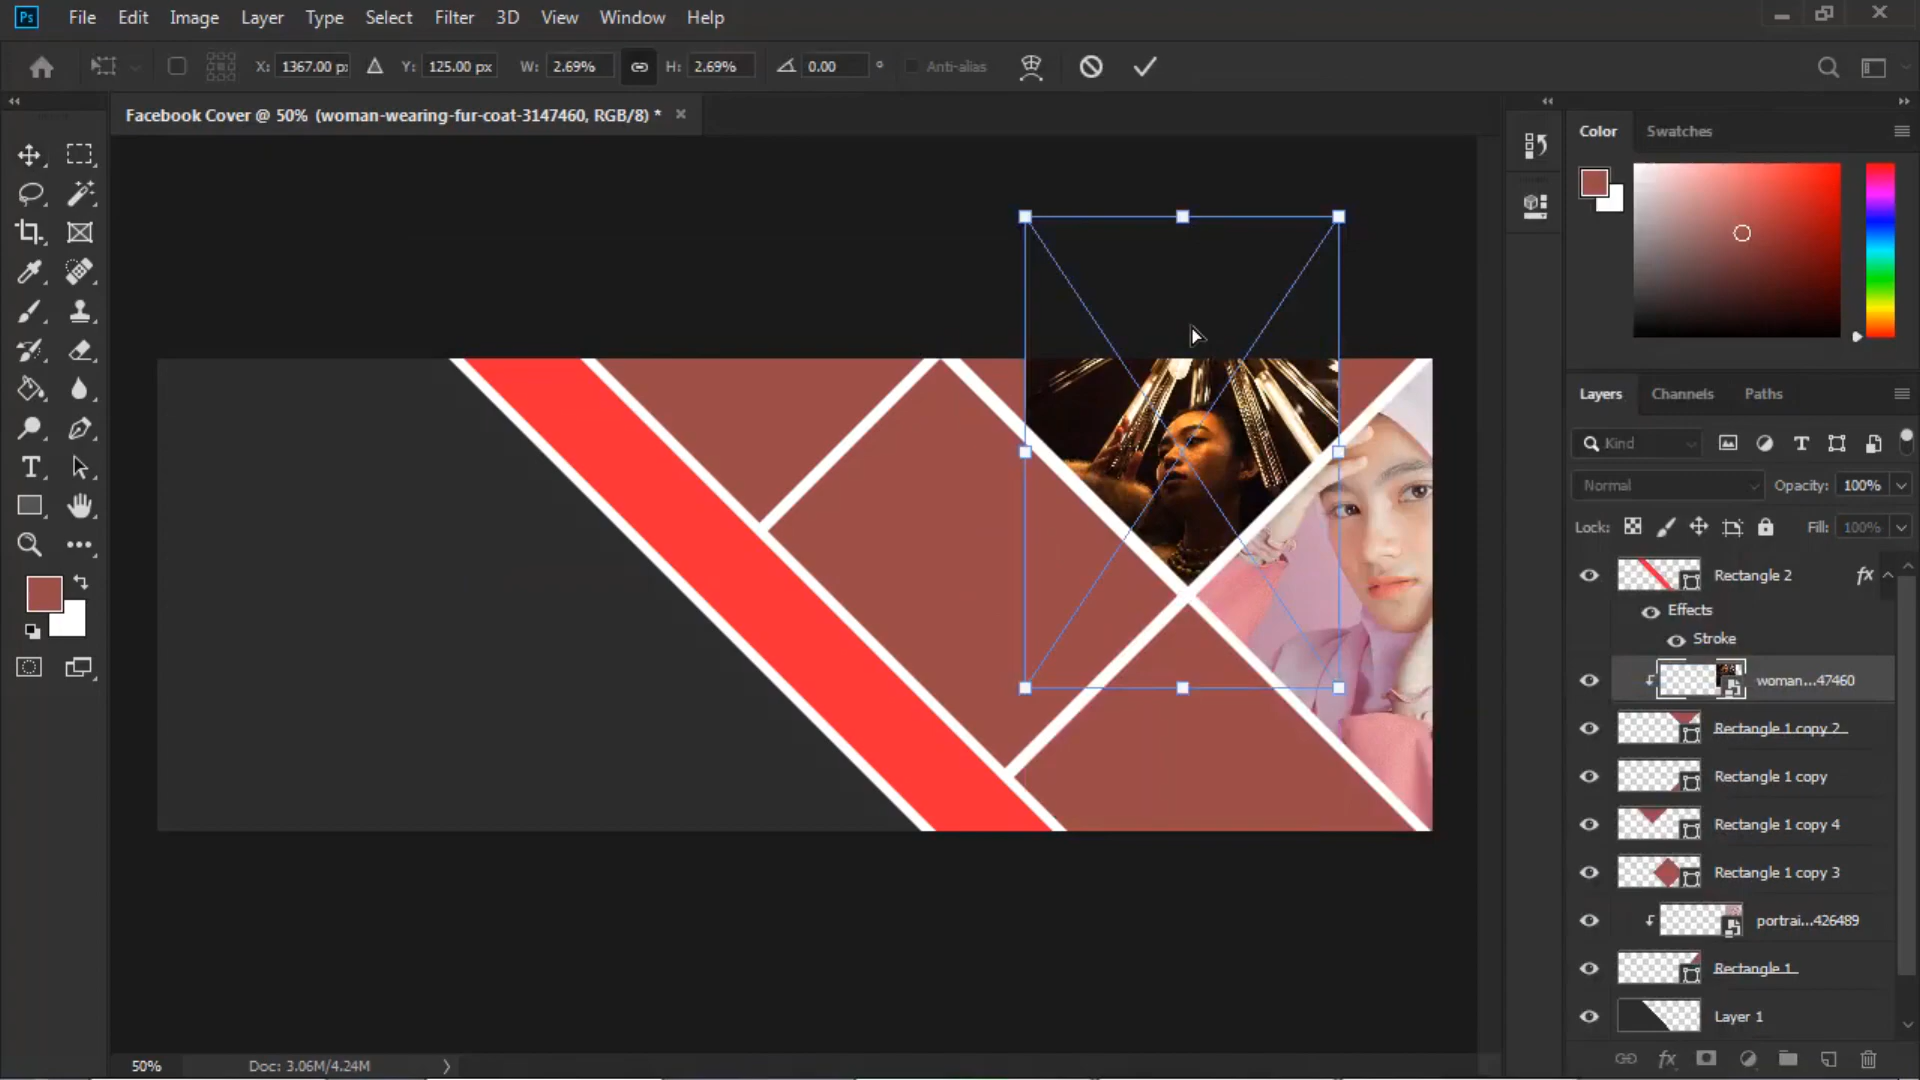 Ps File Edit Image Layer Type Select Filter 3D View Window Help
X: 1367.00 p Y: 125.00 px W: 2.69% H: 2.69% 0.00 ° Anti-alias
Facebook Cover @ 50% (woman-wearing-fur-coat-3147460, RGB/8) * ×
Color Swatches
Layers Channels Paths
Kind
Normal Opacity: 100%
Lock: Fill: 100%
Rectangle 2 fx
Effects
Stroke
woman...47460
Rectangle 1 copy 2
Rectangle 1 copy
Rectangle 1 copy 4
Rectangle 1 copy 3
portrai...426489
Rectangle 1
Layer 1
50% Doc: 3.06M/4.24M
fx